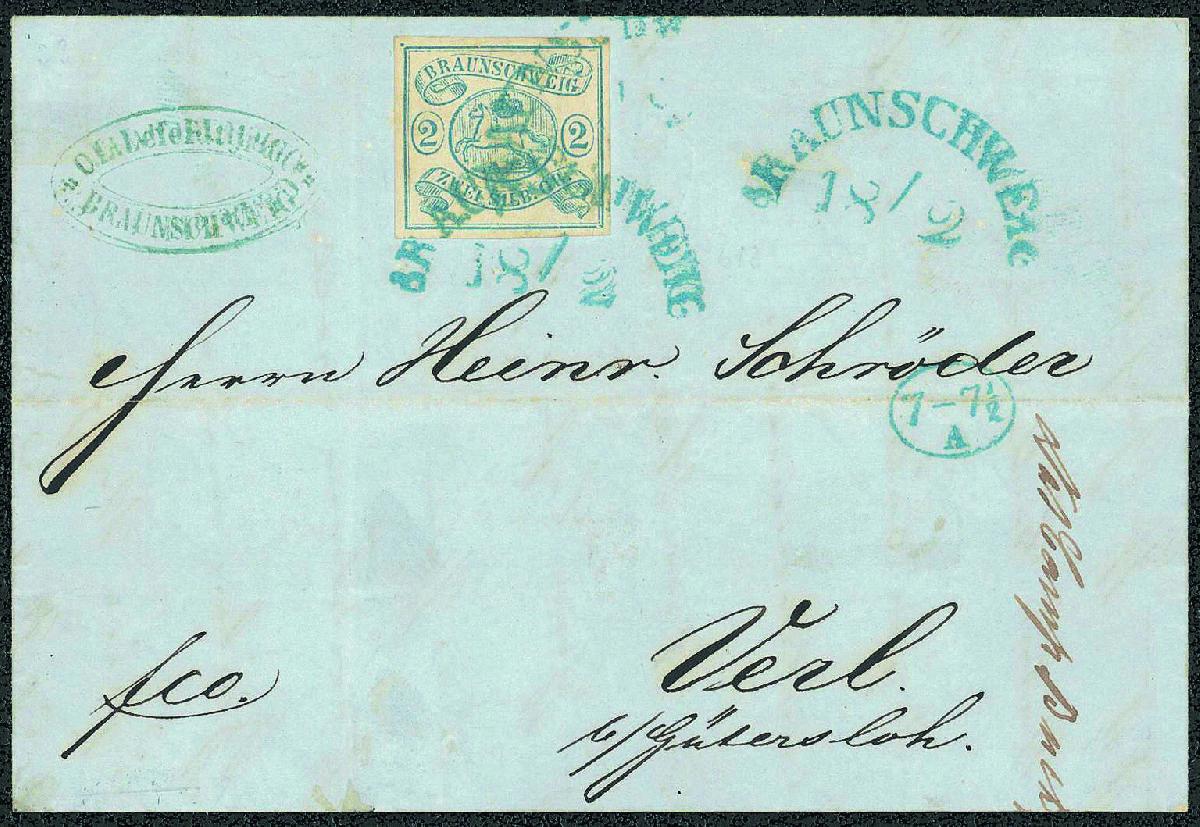 BRAUNSCHWEIG.
2 2
ZWEI SILB. GR.
BRAUNSCHWEIG
18/2
BRAUNSCHWEIG
18/2
BRAUNSCHWEIG
Herrn Heinr. Schröder
7-7½
A
fco.
Verl.
b/Gütersloh.